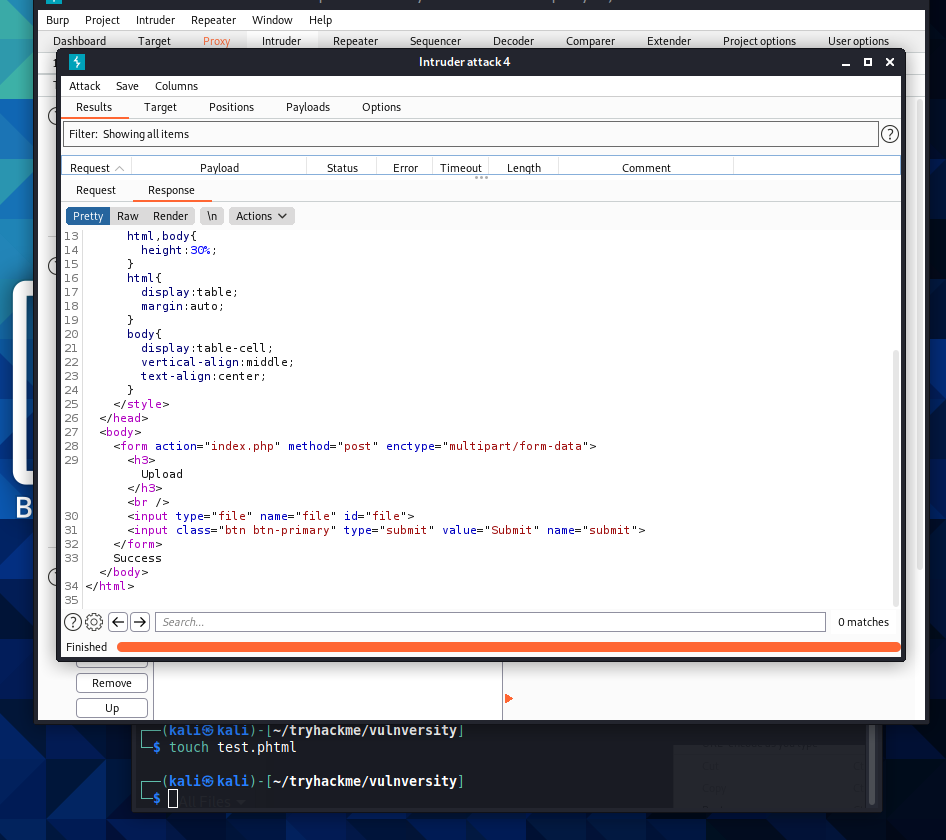 Burp Project Intruder Repeater Window Help
Dashboard Target Proxy Intruder Repeater Sequencer Decoder Comparer Extender Project options User options
Intruder attack 4
Attack Save Columns
Results Target Positions Payloads Options
Filter: Showing all items
?
Request Payload Status Error Timeout Length Comment
Request Response
Pretty Raw Render \n Actions
13 html,body{
14 height:30%;
15 }
16 html{
17 display:table;
18 margin:auto;
19 }
20 body{
21 display:table-cell;
22 vertical-align:middle;
23 text-align:center;
24 }
25 </style>
26 </head>
27 <body>
28 <form action="index.php" method="post" enctype="multipart/form-data">
29 <h3>
Upload
</h3>
<br />
30 <input type="file" name="file" id="file">
31 <input class="btn btn-primary" type="submit" value="Submit" name="submit">
32 </form>
33 Success
</body>
34 </html>
35
? Search... 0 matches
Finished
B
Remove
Up
(kali㉿kali)-[~/tryhackme/vulnversity]
$ touch test.phtml
(kali㉿kali)-[~/tryhackme/vulnversity]
$
All Files